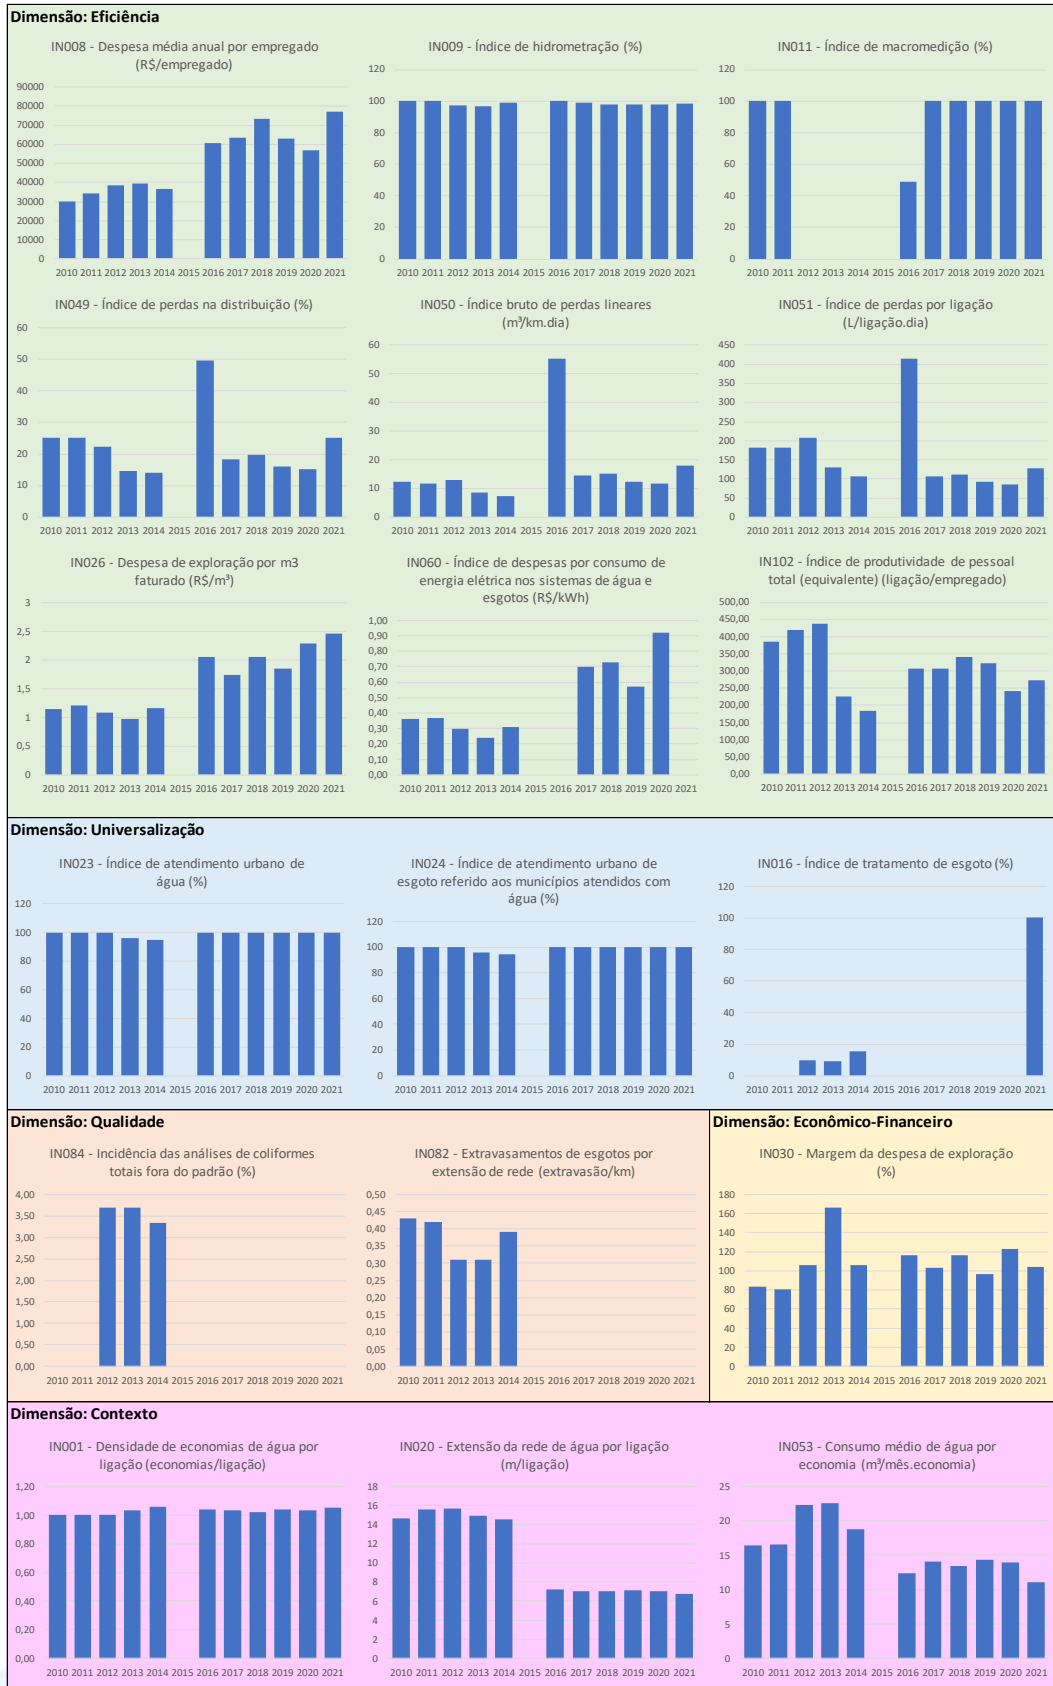 Dimensão: Eficiência
IN008 - Despesa média anual por empregado
(R$/empregado)
90000
80000
70000
60000
50000
40000
30000
20000
10000
0
2010 2011 2012 2013 2014 2015 2016 2017 2018 2019 2020 2021
IN009 - Índice de hidrometração (%)
120
100
80
60
40
20
0
2010 2011 2012 2013 2014 2015 2016 2017 2018 2019 2020 2021
IN011 - Índice de macromedição (%)
120
100
80
60
40
20
0
2010 2011 2012 2013 2014 2015 2016 2017 2018 2019 2020 2021
IN049 - Índice de perdas na distribuição (%)
60
50
40
30
20
10
0
2010 2011 2012 2013 2014 2015 2016 2017 2018 2019 2020 2021
IN050 - Índice bruto de perdas lineares
(m³/km.dia)
60
50
40
30
20
10
0
2010 2011 2012 2013 2014 2015 2016 2017 2018 2019 2020 2021
IN051 - Índice de perdas por ligação
(L/ligação.dia)
450
400
350
300
250
200
150
100
50
0
2010 2011 2012 2013 2014 2015 2016 2017 2018 2019 2020 2021
IN026 - Despesa de exploração por m3
faturado (R$/m³)
3
2,5
2
1,5
1
0,5
0
2010 2011 2012 2013 2014 2015 2016 2017 2018 2019 2020 2021
IN060 - Índice de despesas por consumo de
energia elétrica nos sistemas de água e
esgotos (R$/kWh)
1,00
0,90
0,80
0,70
0,60
0,50
0,40
0,30
0,20
0,10
0,00
2010 2011 2012 2013 2014 2015 2016 2017 2018 2019 2020 2021
IN102 - Índice de produtividade de pessoal
total (equivalente) (ligação/empregado)
500,00
450,00
400,00
350,00
300,00
250,00
200,00
150,00
100,00
50,00
0,00
2010 2011 2012 2013 2014 2015 2016 2017 2018 2019 2020 2021
Dimensão: Universalização
IN023 - Índice de atendimento urbano de
água (%)
120
100
80
60
40
20
0
2010 2011 2012 2013 2014 2015 2016 2017 2018 2019 2020 2021
IN024 - Índice de atendimento urbano de
esgoto referido aos municípios atendidos com
água (%)
120
100
80
60
40
20
0
2010 2011 2012 2013 2014 2015 2016 2017 2018 2019 2020 2021
IN016 - Índice de tratamento de esgoto (%)
120
100
80
60
40
20
0
2010 2011 2012 2013 2014 2015 2016 2017 2018 2019 2020 2021
Dimensão: Qualidade
IN084 - Incidência das análises de coliformes
totais fora do padrão (%)
4,00
3,50
3,00
2,50
2,00
1,50
1,00
0,50
0,00
2010 2011 2012 2013 2014 2015 2016 2017 2018 2019 2020 2021
IN082 - Extravasamentos de esgotos por
extensão de rede (extravasão/km)
0,50
0,45
0,40
0,35
0,30
0,25
0,20
0,15
0,10
0,05
0,00
2010 2011 2012 2013 2014 2015 2016 2017 2018 2019 2020 2021
Dimensão: Econômico-Financeiro
IN030 - Margem da despesa de exploração
(%)
180
160
140
120
100
80
60
40
20
0
2010 2011 2012 2013 2014 2015 2016 2017 2018 2019 2020 2021
Dimensão: Contexto
IN001 - Densidade de economias de água por
ligação (economias/ligação)
1,20
1,00
0,80
0,60
0,40
0,20
0,00
2010 2011 2012 2013 2014 2015 2016 2017 2018 2019 2020 2021
IN020 - Extensão da rede de água por ligação
(m/ligação)
18
16
14
12
10
8
6
4
2
0
2010 2011 2012 2013 2014 2015 2016 2017 2018 2019 2020 2021
IN053 - Consumo médio de água por
economia (m³/mês.economia)
25
20
15
10
5
0
2010 2011 2012 2013 2014 2015 2016 2017 2018 2019 2020 2021